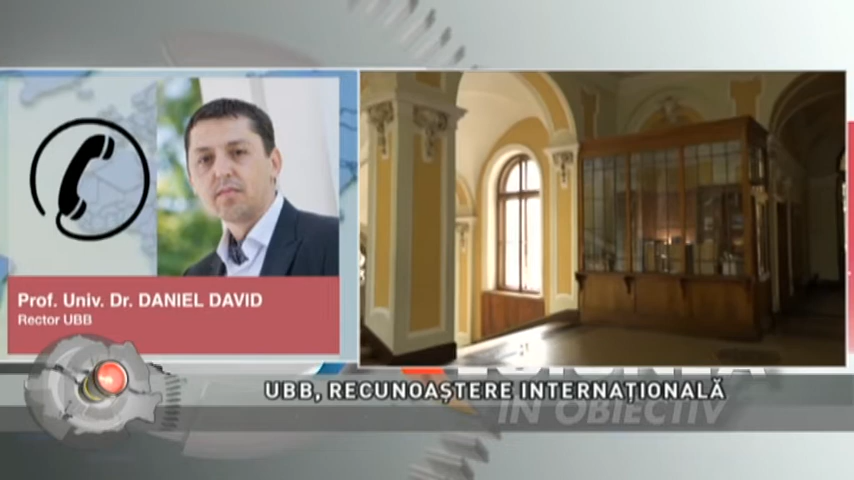 Prof. Univ. Dr. DANIEL DAVID
Rector UBB
UBB, RECUNOAȘTERE INTERNAȚIONALĂ
IN OBIECTIV